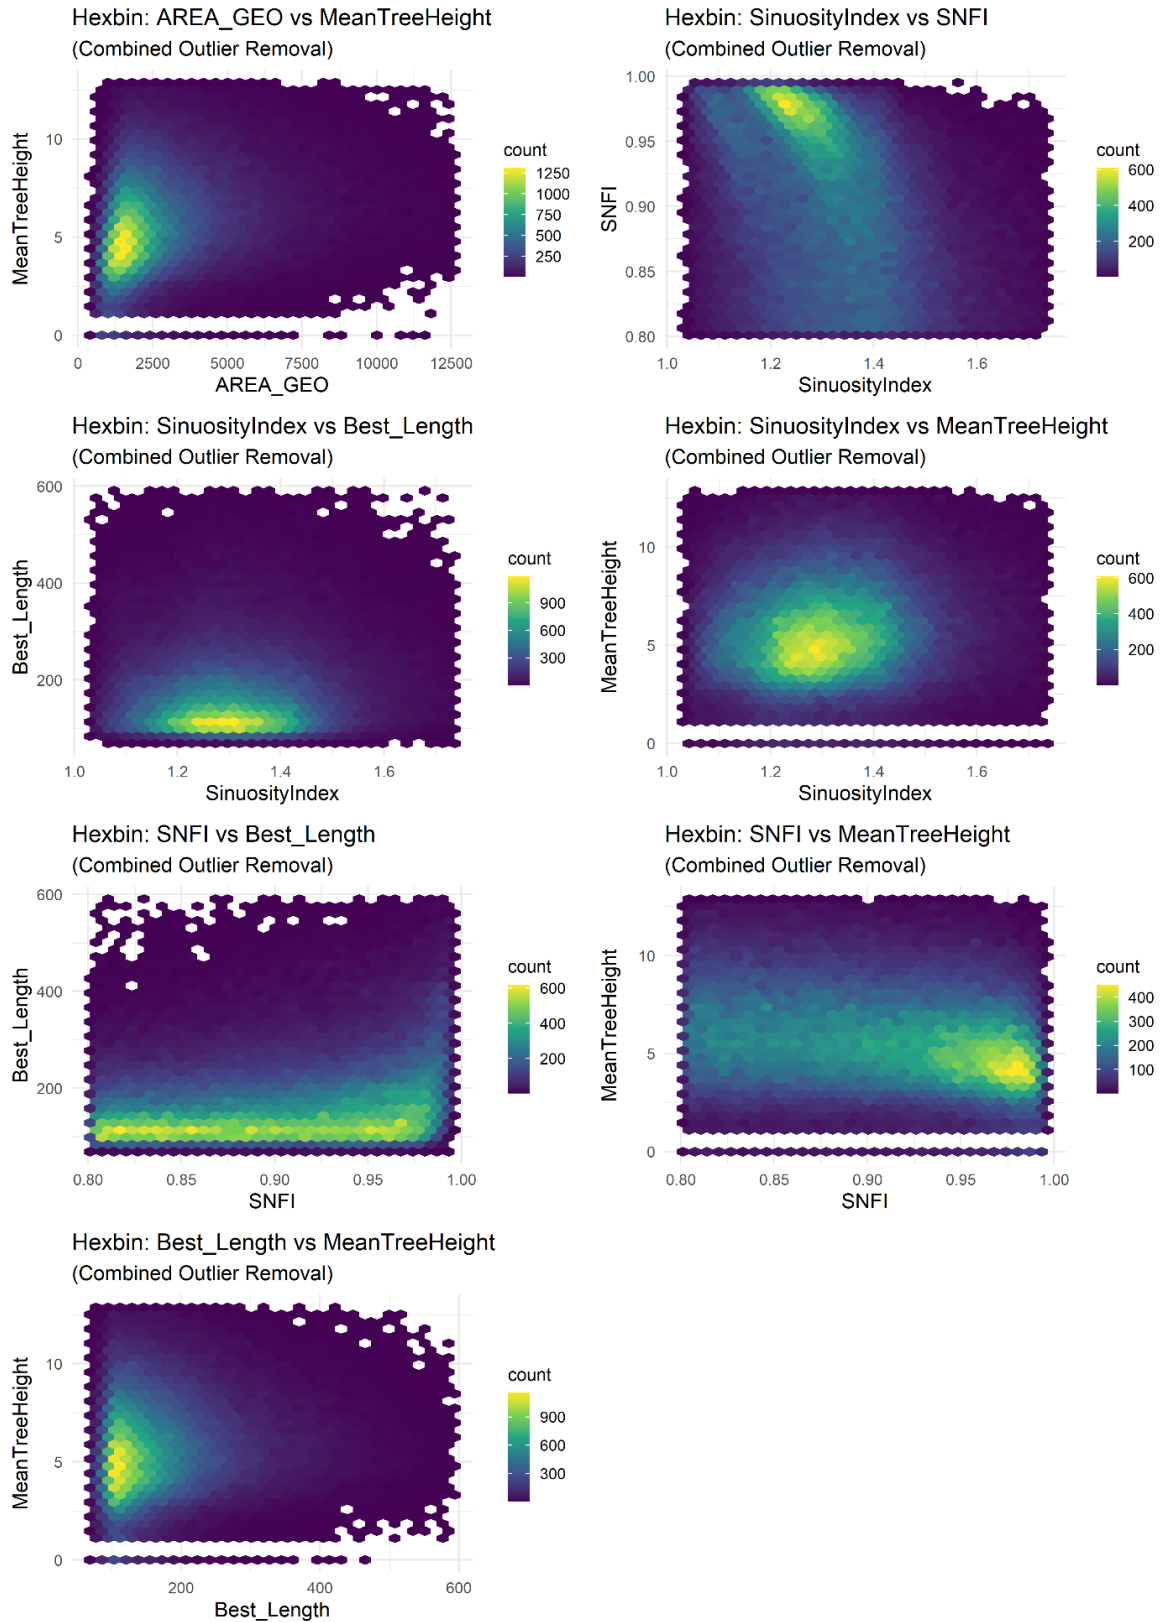 Hexbin: AREA_GEO vs MeanTreeHeight
(Combined Outlier Removal)
MeanTreeHeight
10
5
0
0 2500 5000 7500 10000 12500
AREA_GEO
count
1250
1000
750
500
250
Hexbin: SinuosityIndex vs SNFI
(Combined Outlier Removal)
SNFI
1.00
0.95
0.90
0.85
0.80
1.0 1.2 1.4 1.6
SinuosityIndex
count
600
400
200
Hexbin: SinuosityIndex vs Best_Length
(Combined Outlier Removal)
Best_Length
600
400
200
1.0 1.2 1.4 1.6
SinuosityIndex
count
900
600
300
Hexbin: SinuosityIndex vs MeanTreeHeight
(Combined Outlier Removal)
MeanTreeHeight
10
5
0
1.0 1.2 1.4 1.6
SinuosityIndex
count
600
400
200
Hexbin: SNFI vs Best_Length
(Combined Outlier Removal)
Best_Length
600
400
200
0.80 0.85 0.90 0.95 1.00
SNFI
count
600
400
200
Hexbin: SNFI vs MeanTreeHeight
(Combined Outlier Removal)
MeanTreeHeight
10
5
0
0.80 0.85 0.90 0.95 1.00
SNFI
count
400
300
200
100
Hexbin: Best_Length vs MeanTreeHeight
(Combined Outlier Removal)
MeanTreeHeight
10
5
0
200 400 600
Best_Length
count
900
600
300